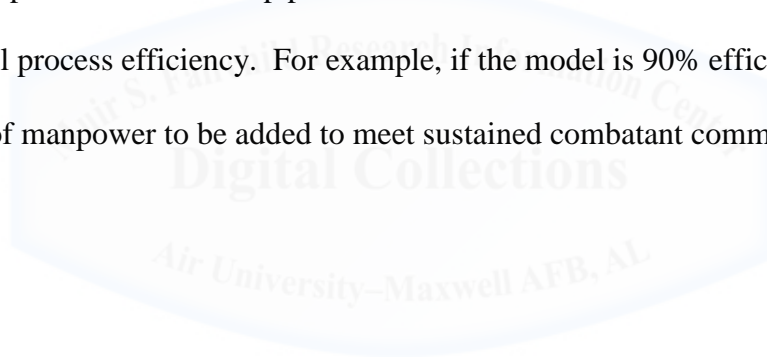 l process efficiency.  For example, if the model is 90% effic
of manpower to be added to meet sustained combatant comm
Muir S. Fairchild Research Information Center
Digital Collections
Air University–Maxwell AFB, AL